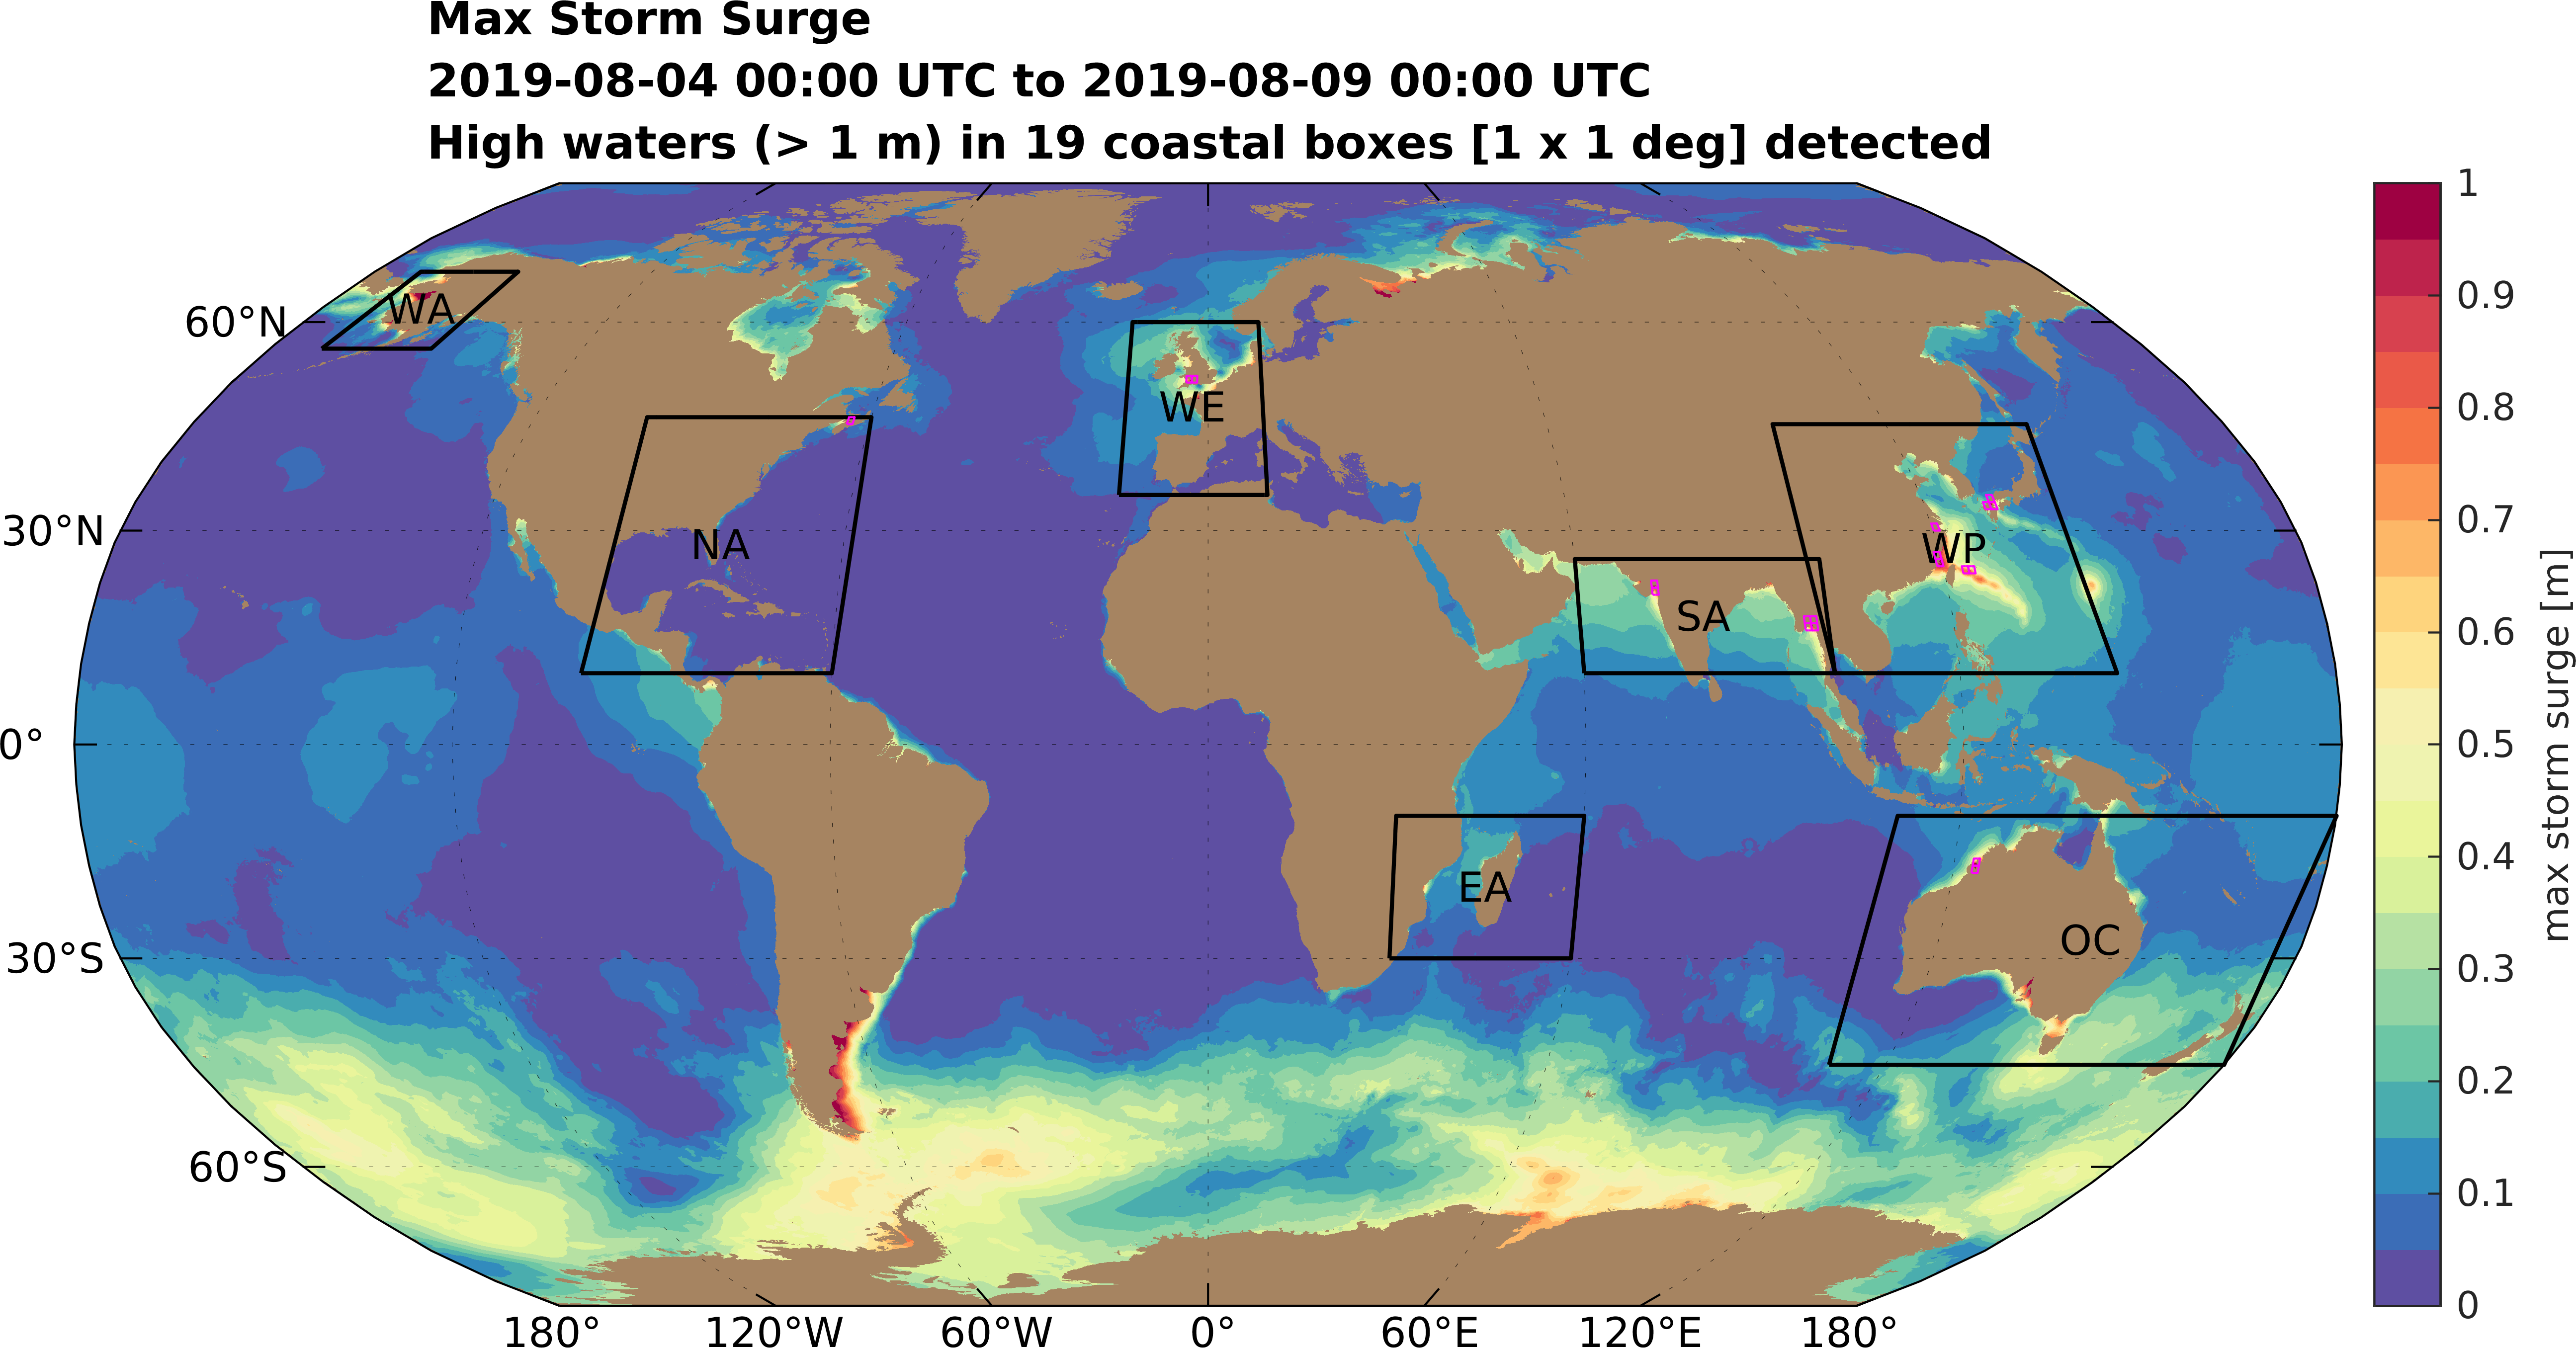 Max Storm Surge
2019-08-04 00:00 UTC to 2019-08-09 00:00 UTC
High waters (> 1 m) in 19 coastal boxes [1 x 1 deg] detected
60°N
30°N
0°
30°S
60°S
WA
NA
WE
EA
SA
WP
OC
180°
120°W
60°W
0°
60°E
120°E
180°
1
0.9
0.8
0.7
0.6
0.5
0.4
0.3
0.2
0.1
0
max storm surge [m]